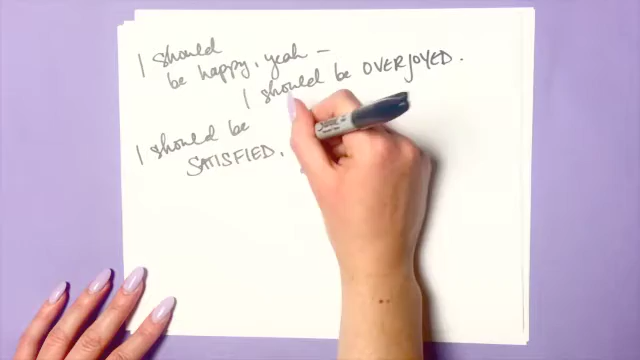 I should
be happy, yeah –
I should be OVERJOYED.
I should be
SATISFIED.